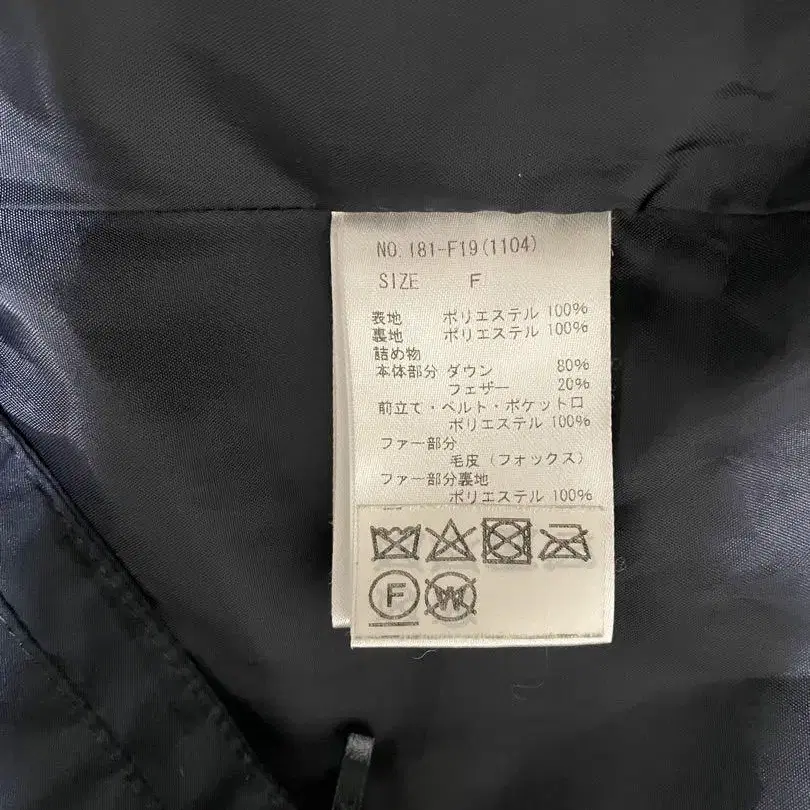 NO. 181-F19(1104)
SIZE F
表地 ポリエステル 100%
裏地 ポリエステル 100%
詰め物
本体部分 ダウン 80%
フェザー 20%
前立て・ベルト・ポケット口
ポリエステル 100%
ファー部分
毛皮(フォックス)
ファー部分裏地
ポリエステル 100%
F W